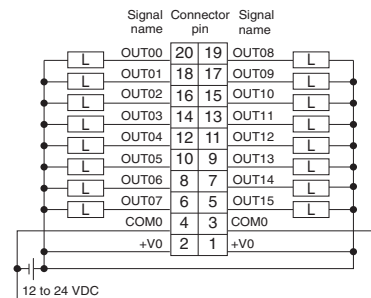 Signal name Connector pin Signal name
L OUT00 20 19 OUT08 L
L OUT01 18 17 OUT09 L
L OUT02 16 15 OUT10 L
L OUT03 14 13 OUT11 L
L OUT04 12 11 OUT12 L
L OUT05 10 9 OUT13 L
L OUT06 8 7 OUT14 L
L OUT07 6 5 OUT15 L
COM0 4 3 COM0
+V0 2 1 +V0
12 to 24 VDC